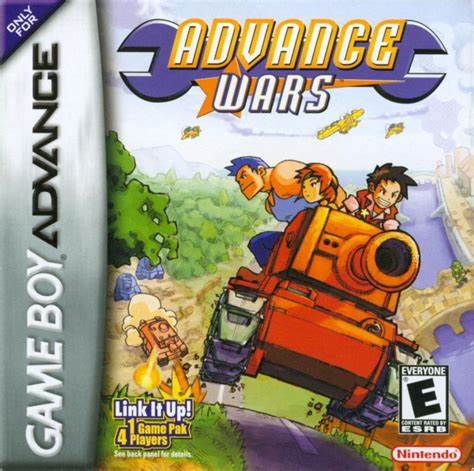 ONLY
FOR
GAME BOY ADVANCE
ADVANCE
WARS
Link It Up!
1 Game Pak
4 Players
See back panel for details.
EVERYONE
E
CONTENT RATED BY
ESRB
Nintendo